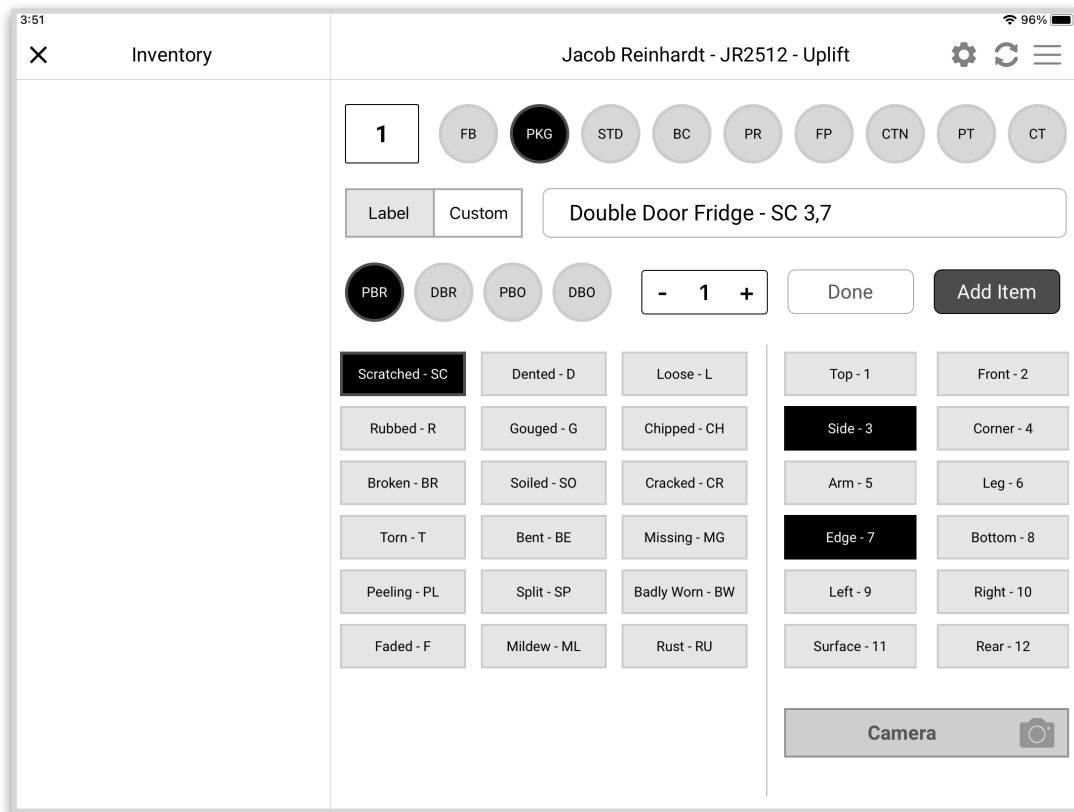 3:51 96%
Inventory Jacob Reinhardt - JR2512 - Uplift
1 FB PKG STD BC PR FP CTN PT CT
Label Custom Double Door Fridge - SC 3,7
PBR DBR PBO DBO - 1 + Done Add Item
Scratched - SC Dented - D Loose - L Top - 1 Front - 2
Rubbed - R Gouged - G Chipped - CH Side - 3 Corner - 4
Broken - BR Soiled - SO Cracked - CR Arm - 5 Leg - 6
Torn - T Bent - BE Missing - MG Edge - 7 Bottom - 8
Peeling - PL Split - SP Badly Worn - BW Left - 9 Right - 10
Faded - F Mildew - ML Rust - RU Surface - 11 Rear - 12
Camera